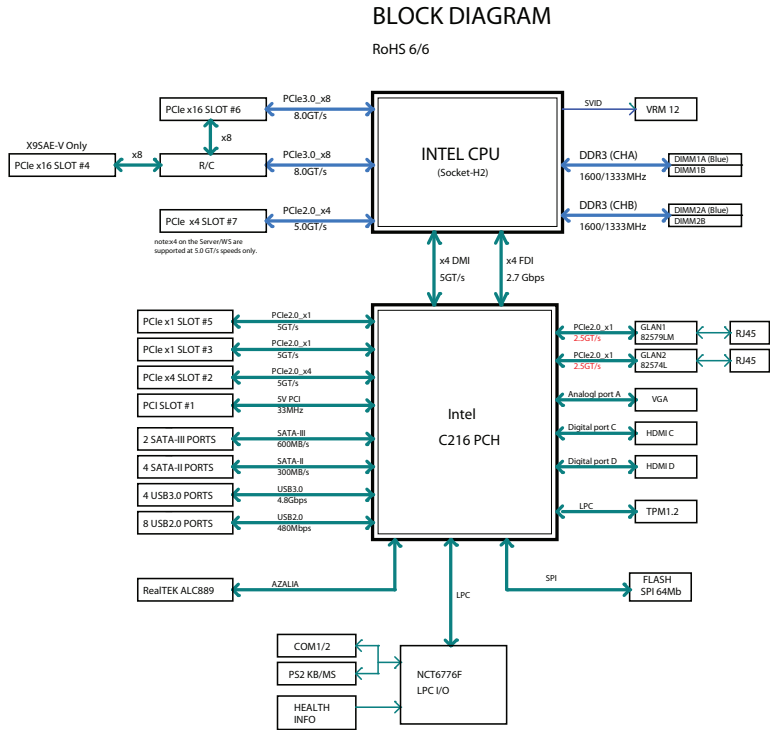 BLOCK DIAGRAM
RoHS 6/6
PCIe x16 SLOT #6
PCIe3.0_x8
8.0GT/s
SVID
VRM 12
X9SAE-V Only
x8
PCIe x16 SLOT #4
x8
R/C
PCIe3.0_x8
8.0GT/s
INTEL CPU
(Socket-H2)
DDR3 (CHA)
1600/1333MHz
DIMM1A (Blue)
DIMM1B
PCIe x4 SLOT #7
PCIe2.0_x4
5.0GT/s
DDR3 (CHB)
1600/1333MHz
DIMM2A (Blue)
DIMM2B
note:x4 on the Server/WS are
supported at 5.0 GT/s speeds only.
x4 DMI
5GT/s
x4 FDI
2.7 Gbps
PCIe x1 SLOT #5
PCIe2.0_x1
5GT/s
PCIe x1 SLOT #3
PCIe2.0_x1
5GT/s
PCIe x4 SLOT #2
PCIe2.0_x4
5GT/s
PCI SLOT #1
5V PCI
33MHz
2 SATA-III PORTS
SATA-III
600MB/s
4 SATA-II PORTS
SATA-II
300MB/s
4 USB3.0 PORTS
USB3.0
4.8Gbps
8 USB2.0 PORTS
USB2.0
480Mbps
Intel
C216 PCH
PCIe2.0_x1
2.5GT/s
GLAN1
82579LM
RJ45
PCIe2.0_x1
2.5GT/s
GLAN2
82574L
RJ45
Analogl port A
VGA
Digital port C
HDMI C
Digital port D
HDMI D
LPC
TPM1.2
RealTEK ALC889
AZALIA
LPC
SPI
FLASH
SPI 64Mb
COM1/2
PS2 KB/MS
HEALTH
INFO
NCT6776F
LPC I/O